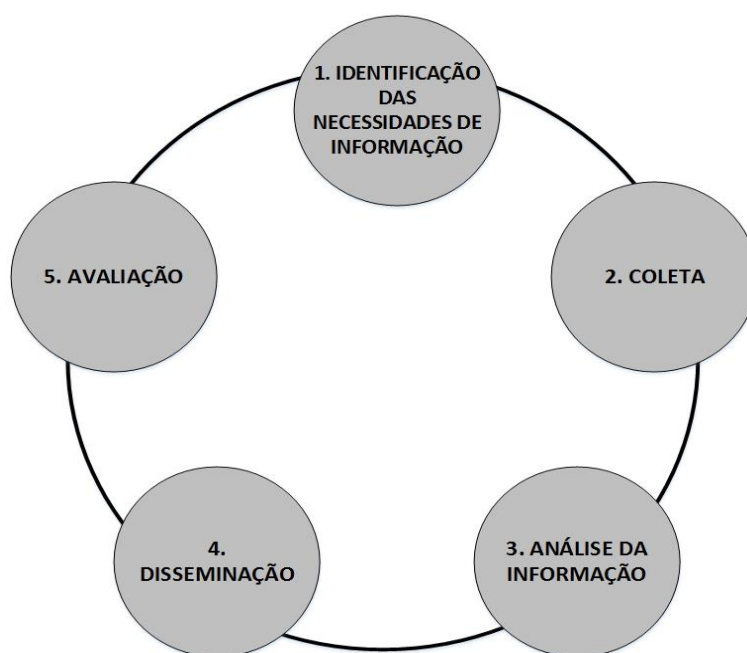 1. IDENTIFICAÇÃO
DAS
NECESSIDADES DE
INFORMAÇÃO
2. COLETA
3. ANÁLISE DA
INFORMAÇÃO
4.
DISSEMINAÇÃO
5. AVALIAÇÃO